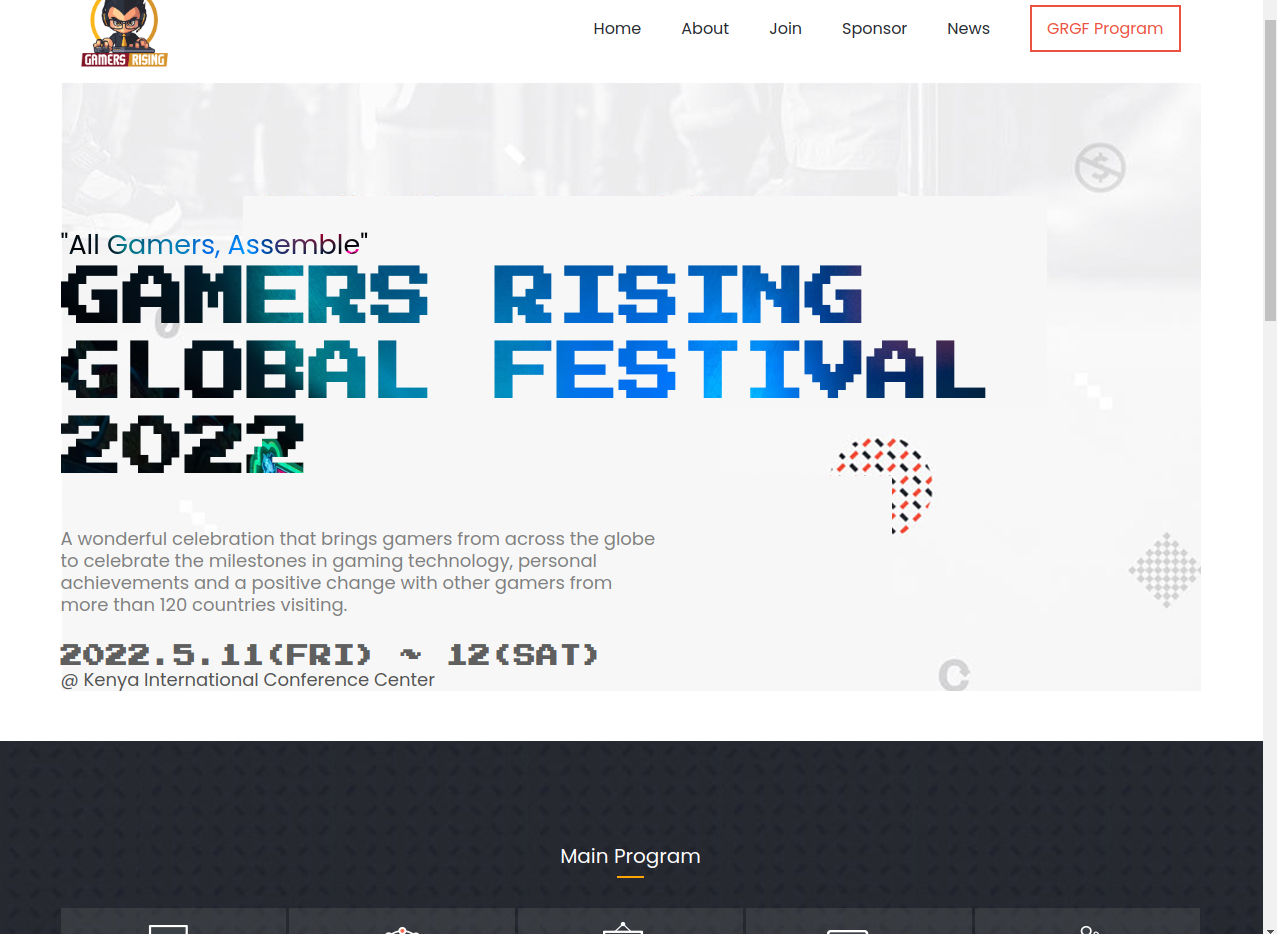 GAMERS RISING
Home About Join Sponsor News GRGF Program
"All Gamers, Assemble"
GAMERS RISING
GLOBAL FESTIVAL
2022
A wonderful celebration that brings gamers from across the globe
to celebrate the milestones in gaming technology, personal
achievements and a positive change with other gamers from
more than 120 countries visiting.
2022.5.11(FRI) ~ 12(SAT)
@ Kenya International Conference Center
Main Program